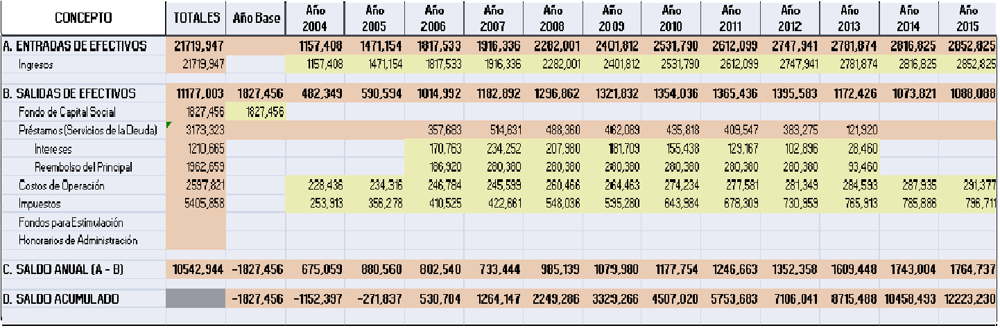 CONCEPTO TOTALES Año Base Año 2004 Año 2005 Año 2006 Año 2007 Año 2008 Año 2009 Año 2010 Año 2011 Año 2012 Año 2013 Año 2014 Año 2015
A. ENTRADAS DE EFECTIVOS 21719,947 1157,408 1471,154 1817,533 1916,336 2282,001 2401,812 2531,790 2612,099 2747,941 2781,874 2816,825 2852,825
Ingresos 21719,947 1157,408 1471,154 1817,533 1916,336 2282,001 2401,812 2531,790 2612,099 2747,941 2781,874 2816,825 2852,825
B. SALIDAS DE EFECTIVOS 11177,003 1827,456 482,349 590,594 1014,992 1182,892 1296,862 1321,832 1354,036 1365,436 1395,583 1172,426 1073,821 1088,088
Fondo de Capital Social 1827,456 1827,456
Préstamos (Servicios de la Deuda) 3173,323 357,683 514,631 488,360 462,089 435,818 409,547 383,275 121,920
Intereses 1210,665 170,763 234,252 207,980 181,709 155,438 129,167 102,896 28,460
Reembolso del Principal 1962,659 186,920 280,380 280,380 280,380 280,380 280,380 280,380 93,460
Costos de Operación 2597,821 228,436 234,316 246,784 245,599 260,466 264,463 274,234 277,581 281,349 284,593 287,935 291,377
Impuestos 5405,858 253,913 356,278 410,525 422,661 548,036 595,280 643,984 678,309 730,959 765,913 785,886 796,711
Fondos para Estimulación
Honorarios de Administración
C. SALDO ANUAL (A - B) 10542,944 -1827,456 675,059 880,560 802,540 733,444 985,139 1079,980 1177,754 1246,663 1352,358 1609,448 1743,004 1764,737
D. SALDO ACUMULADO -1827,456 -1152,397 -271,837 530,704 1264,147 2249,286 3329,266 4507,020 5753,683 7106,041 8715,488 10458,493 12223,230